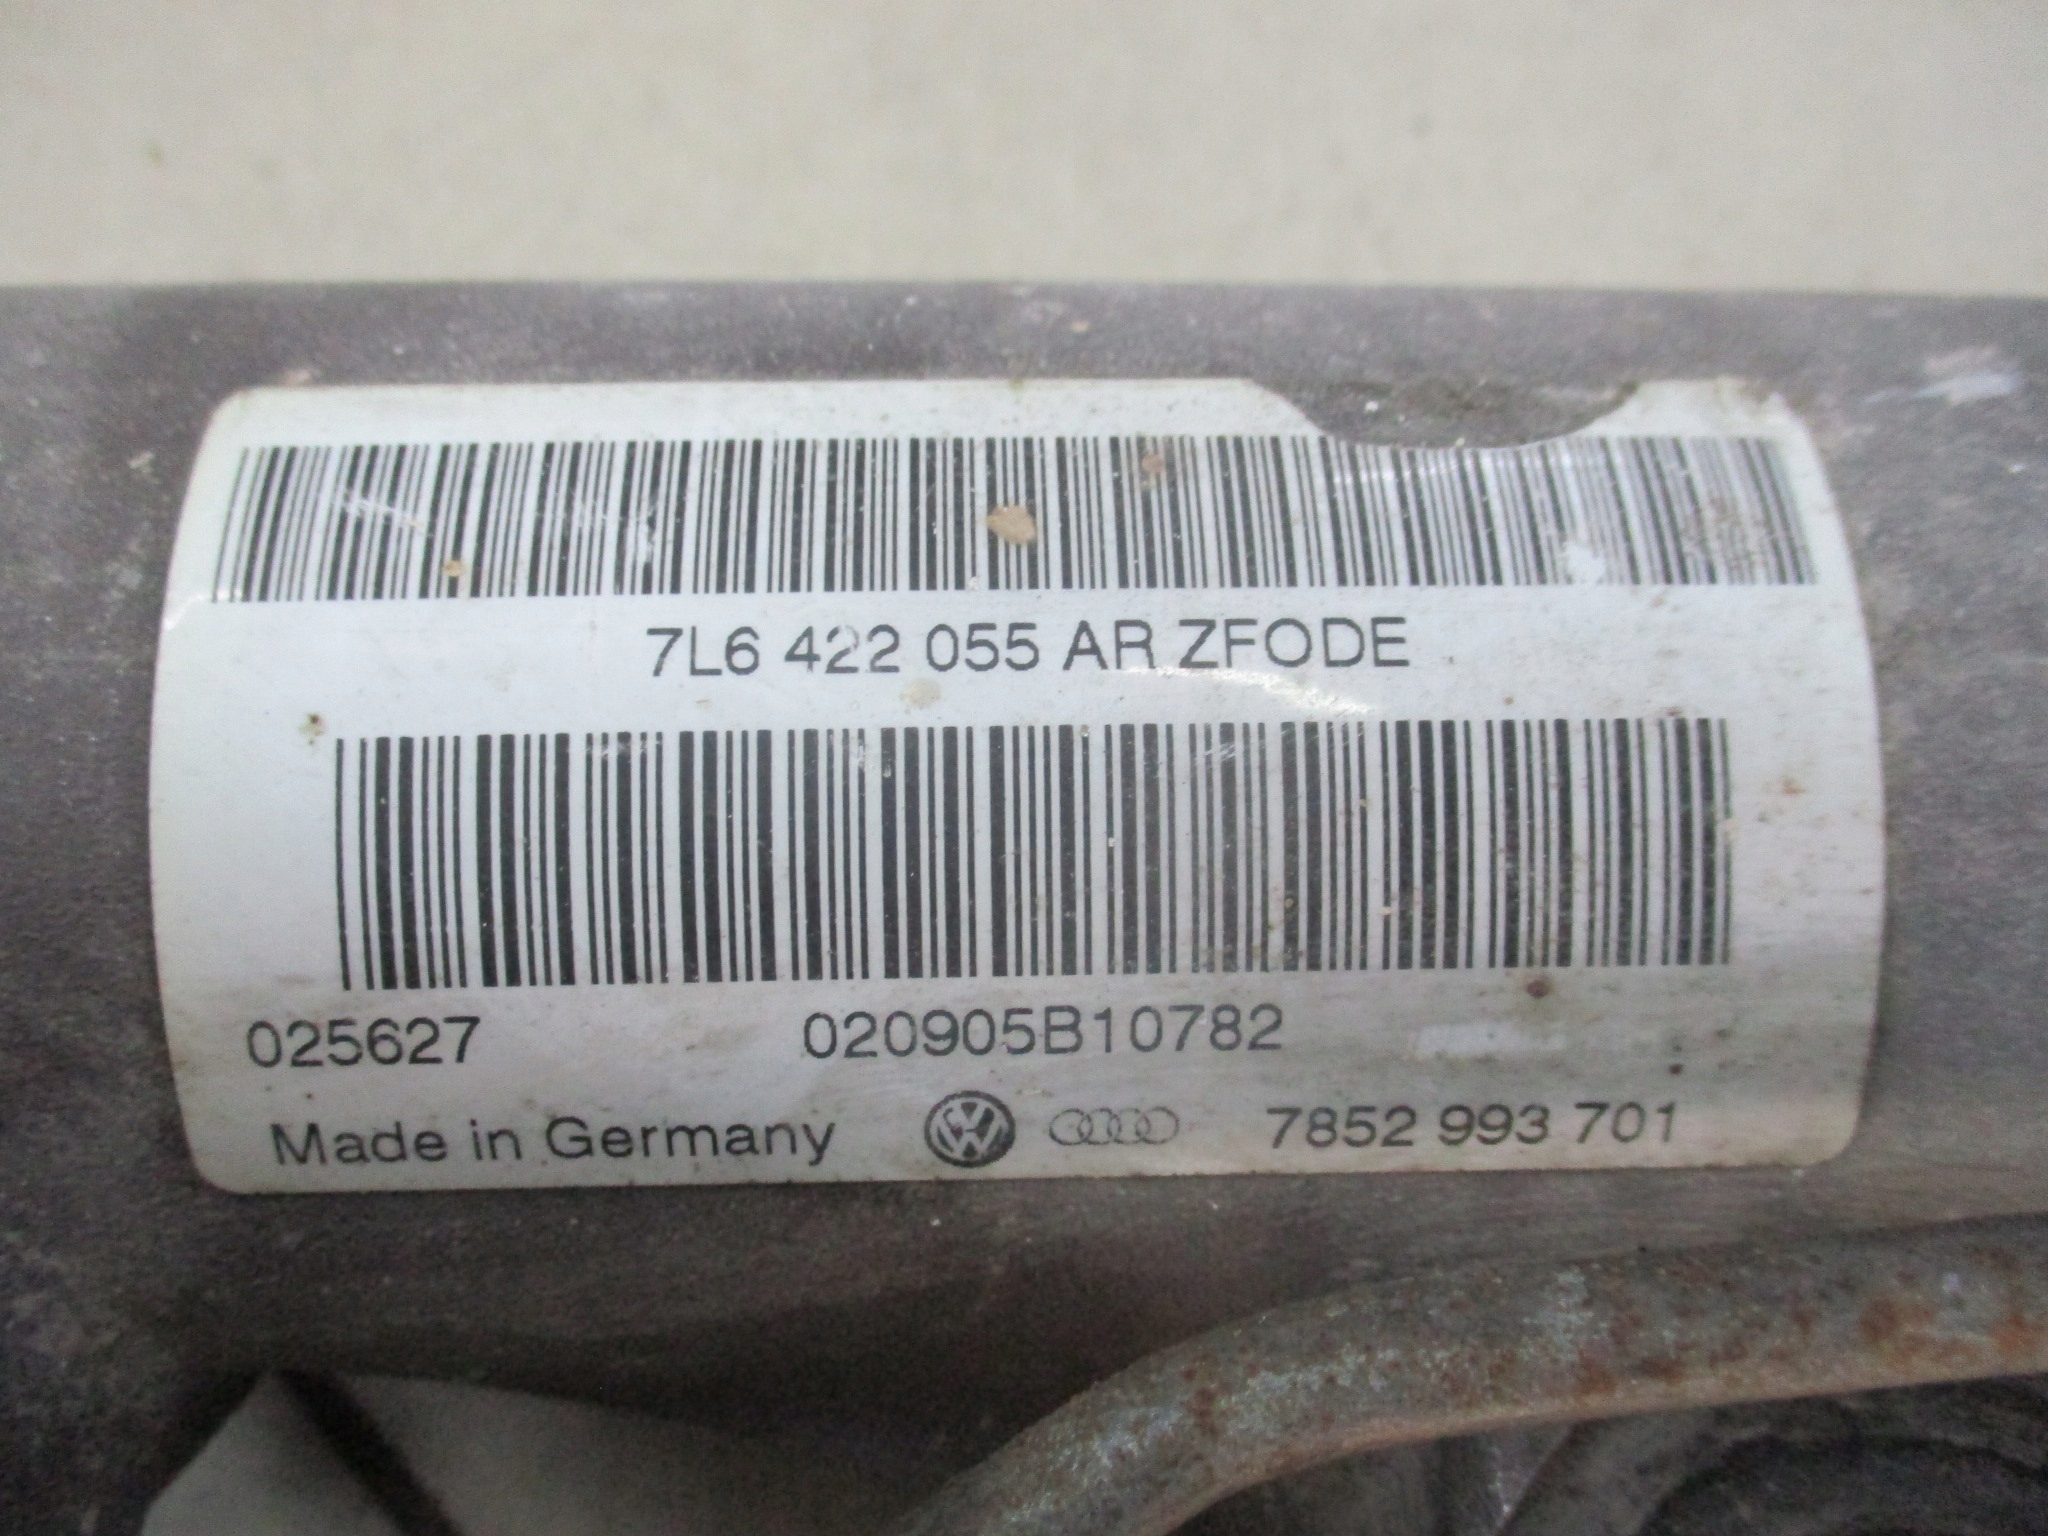 7L6 422 055 AR ZFODE
025627 020905B10782
Made in Germany 7852 993 701